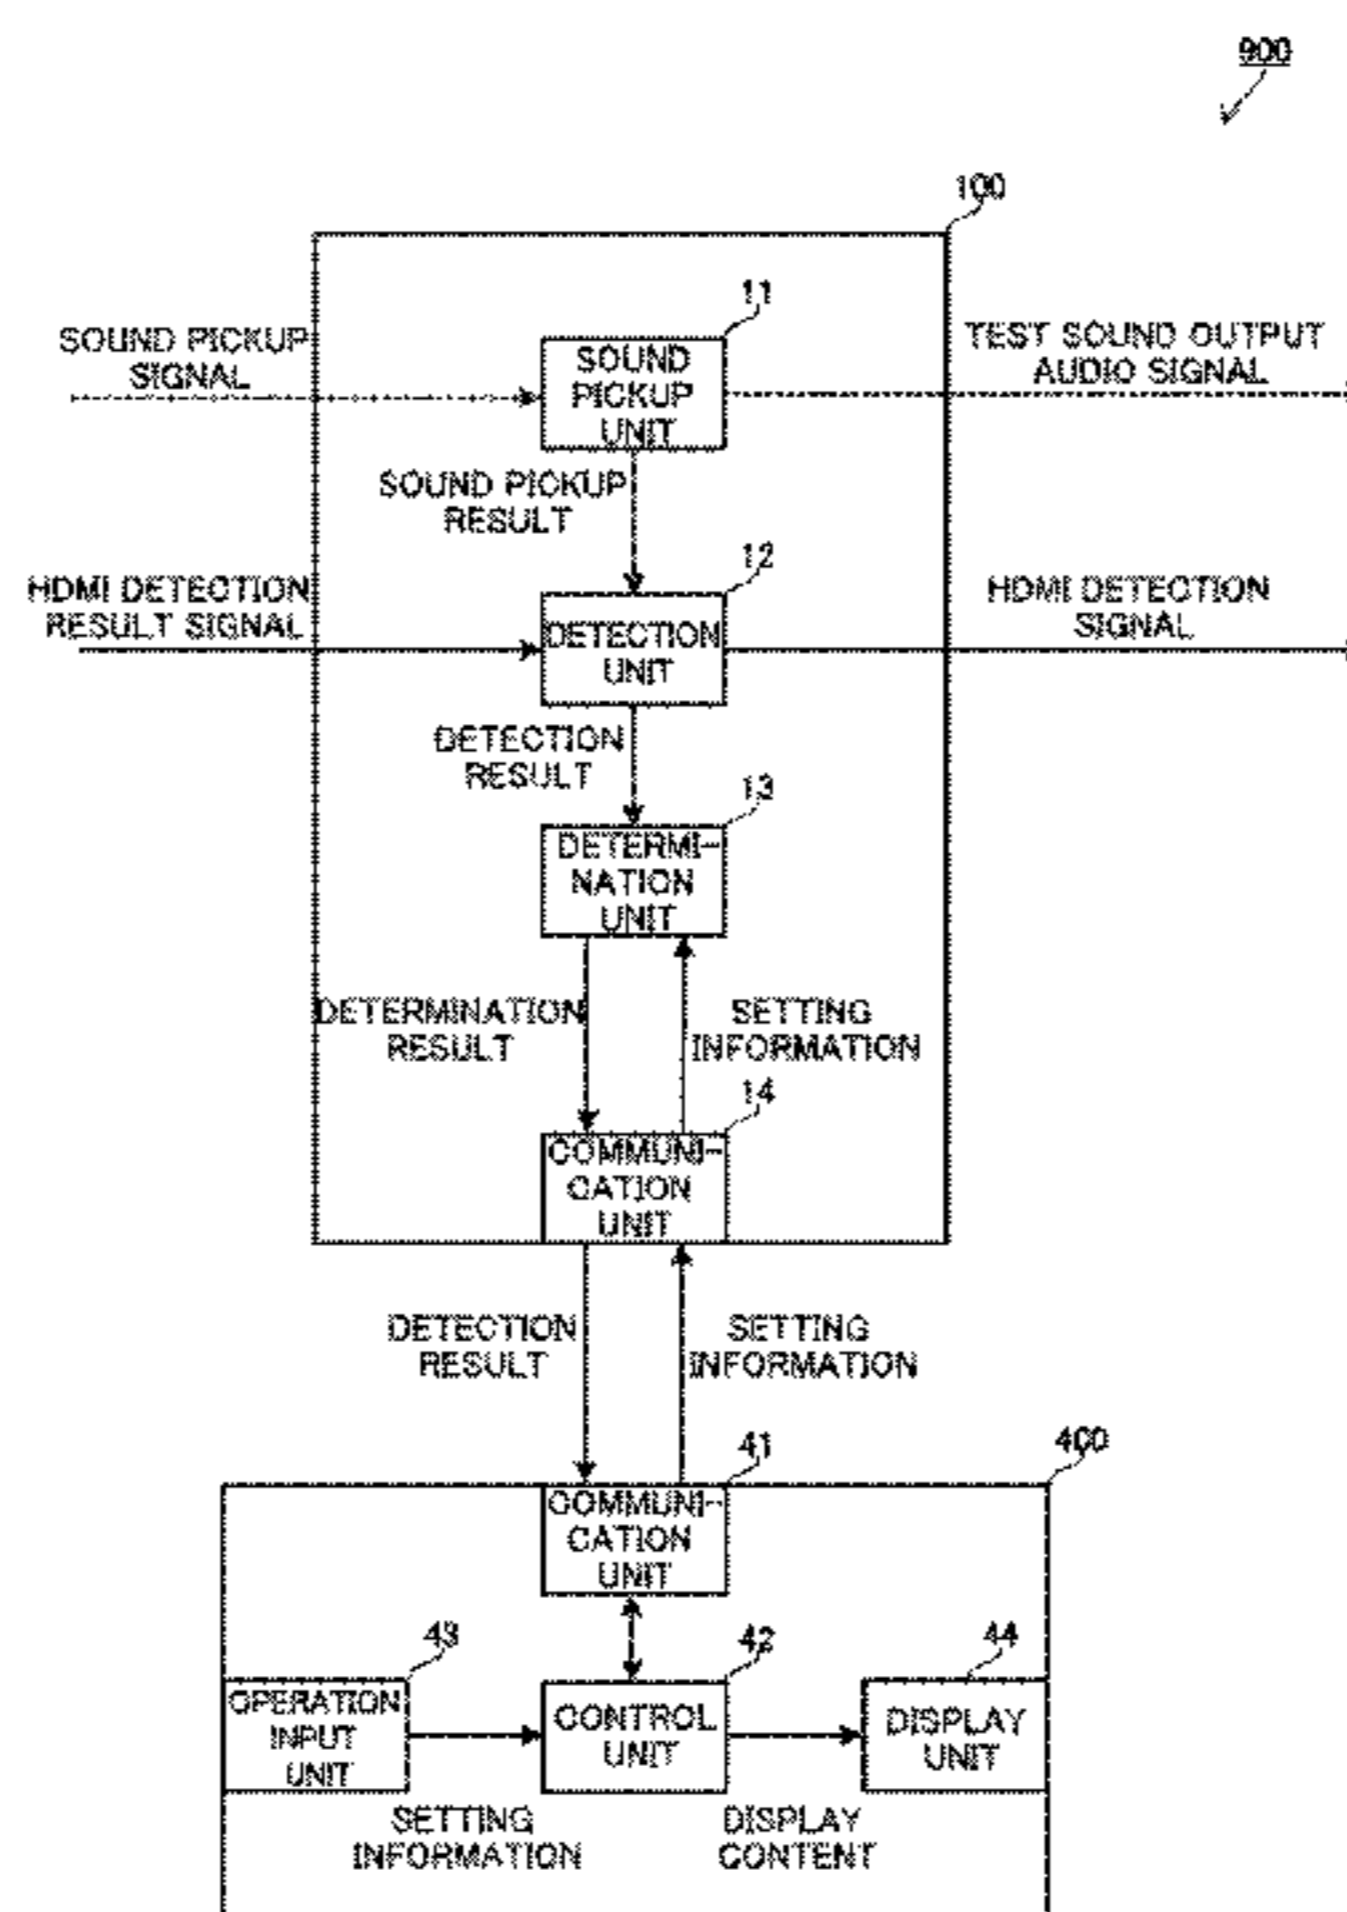 900
100
11
SOUND PICKUP
SIGNAL
SOUND
PICKUP
UNIT
TEST SOUND OUTPUT
AUDIO SIGNAL
SOUND PICKUP
RESULT
12
HDMI DETECTION
RESULT SIGNAL
DETECTION
UNIT
HDMI DETECTION
SIGNAL
DETECTION
RESULT
13
DETERMI-
NATION
UNIT
DETERMINATION
RESULT
SETTING
INFORMATION
14
COMMUNI-
CATION
UNIT
DETECTION
RESULT
SETTING
INFORMATION
41
400
COMMUNI-
CATION
UNIT
43
42
44
OPERATION
INPUT
UNIT
CONTROL
UNIT
DISPLAY
UNIT
SETTING
INFORMATION
DISPLAY
CONTENT